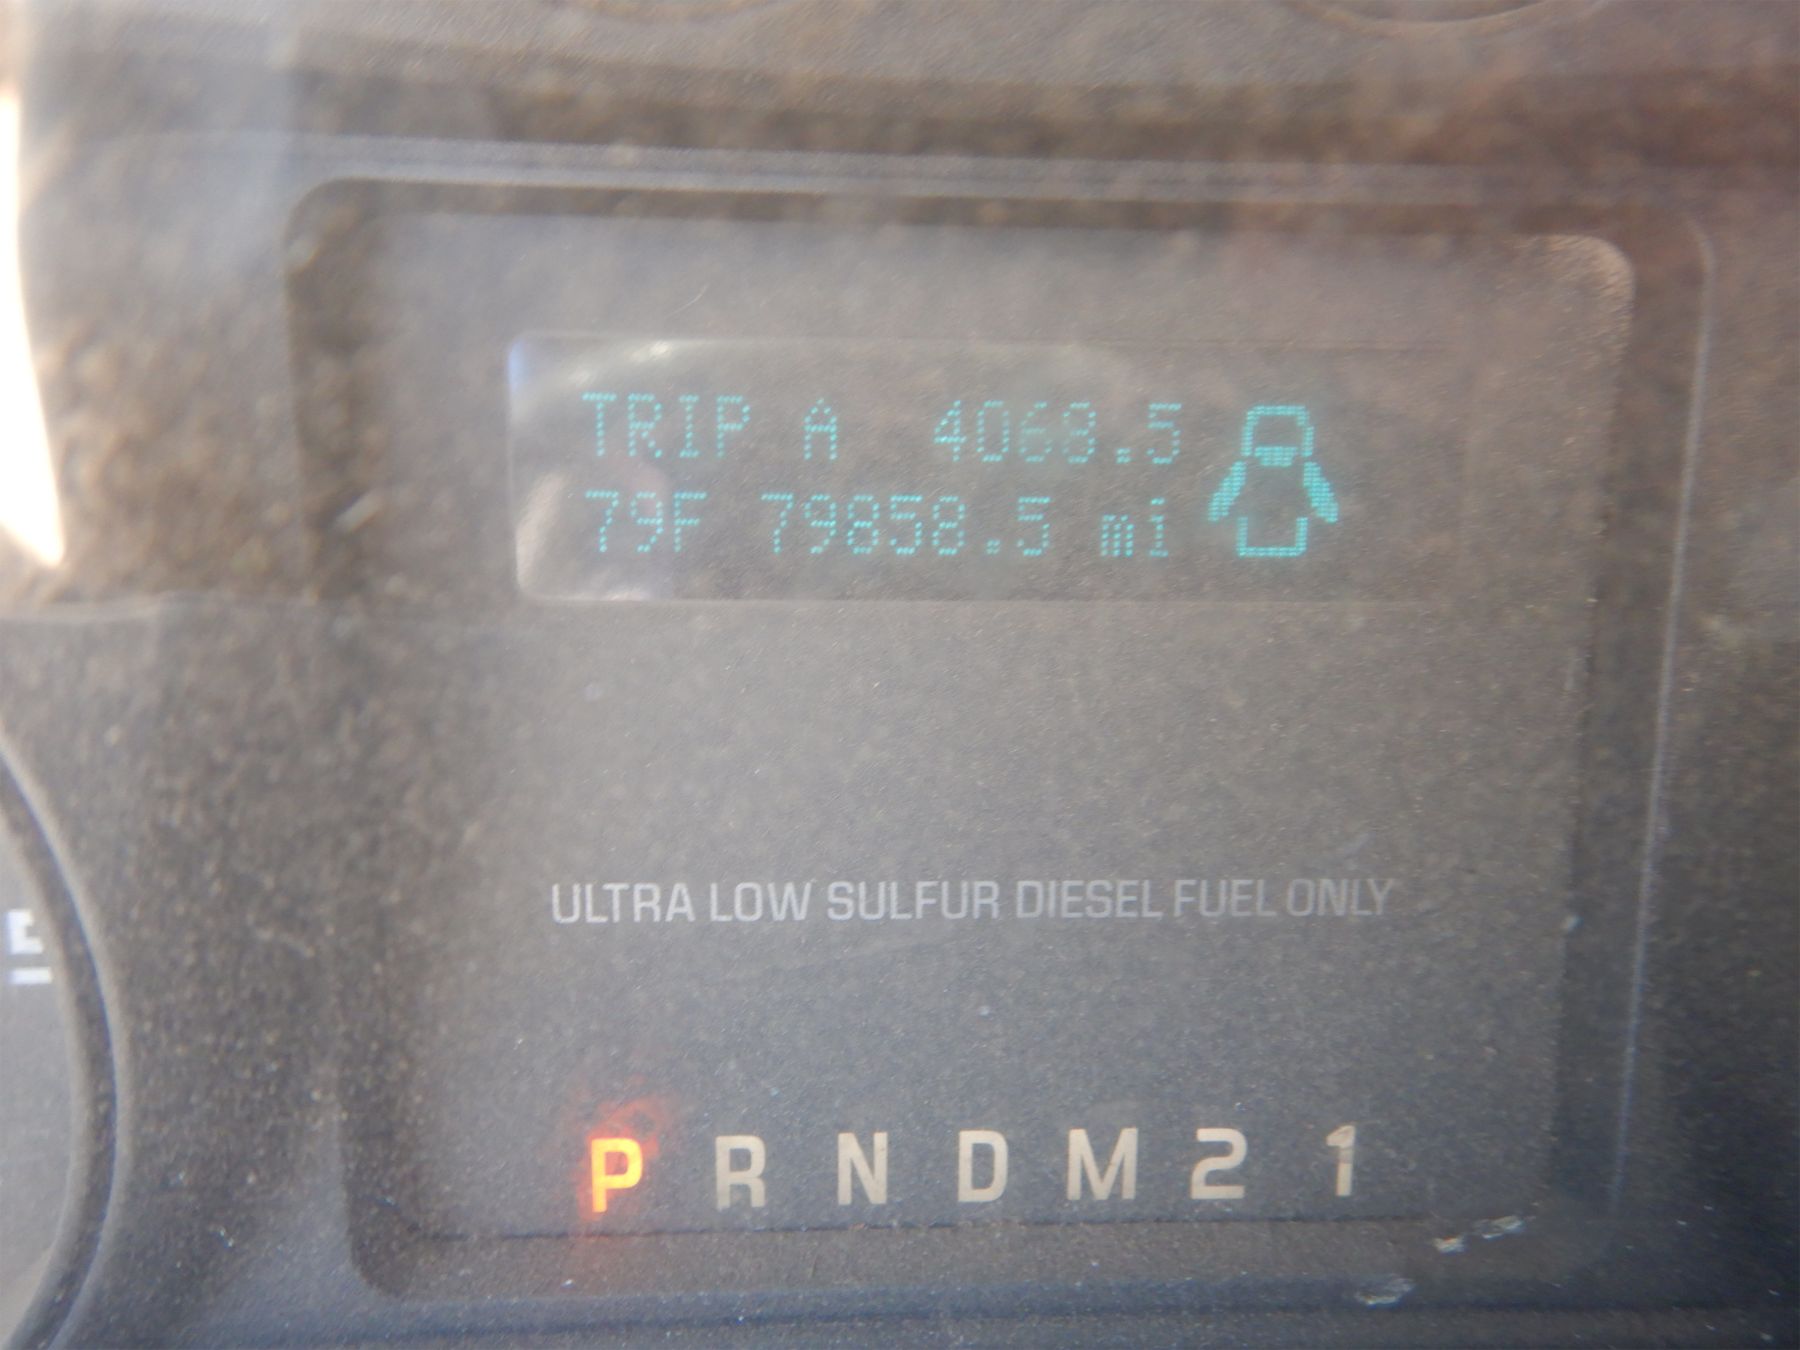 TRIP A 4068.5
79F 79858.5 mi
ULTRA LOW SULFUR DIESEL FUEL ONLY
P R N D M 2 1